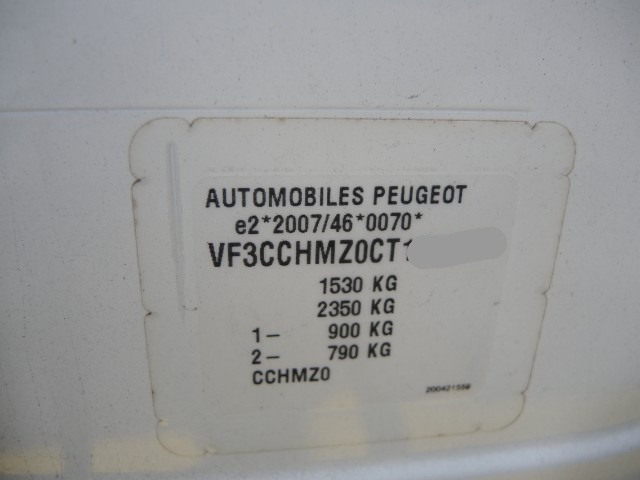 AUTOMOBILES PEUGEOT
e2*2007/46*0070*
VF3CCHMZ0CT1
1530 KG
2350 KG
1- 900 KG
2- 790 KG
CCHMZ0